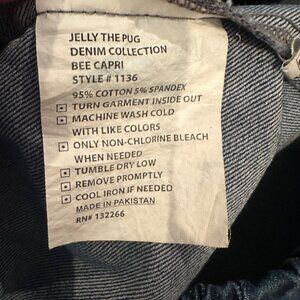 JELLY THE PUG
DENIM COLLECTION
BEE CAPRI
STYLE # 1136
95% COTTON 5% SPANDEX
TURN GARMENT INSIDE OUT
MACHINE WASH COLD
WITH LIKE COLORS
ONLY NON-CHLORINE BLEACH
WHEN NEEDED
TUMBLE DRY LOW
REMOVE PROMPTLY
COOL IRON IF NEEDED
MADE IN PAKISTAN
RN# 132266